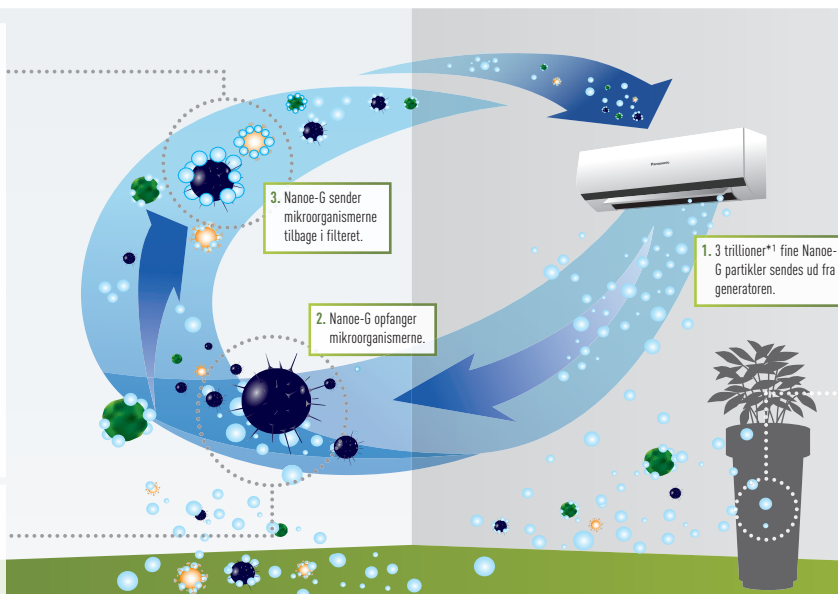 Panasonic
3. Nanoe-G sender
mikroorganismerne
tilbage i filteret.
1. 3 trillioner*¹ fine Nanoe-
G partikler sendes ud fra
generatoren.
2. Nanoe-G opfanger
mikroorganismerne.